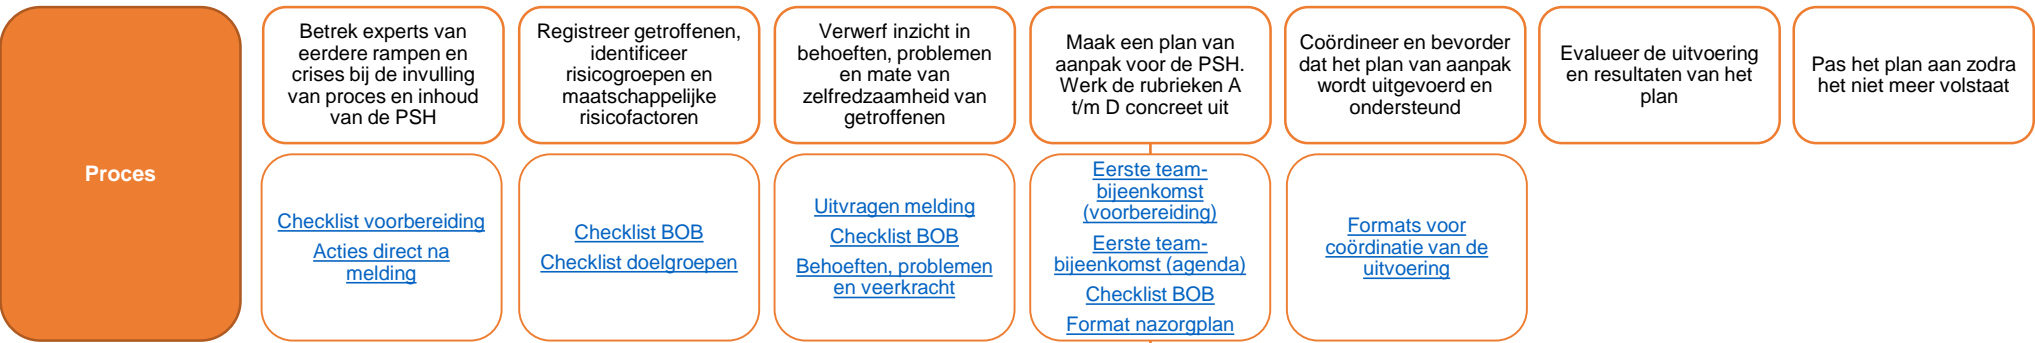 Proces
Betrek experts van
eerdere rampen en
crises bij de invulling
van proces en inhoud
van de PSH
Registreer getroffenen,
identificeer
risicogroepen en
maatschappelijke
risicofactoren
Verwerf inzicht in
behoeften, problemen
en mate van
zelfredzaamheid van
getroffenen
Maak een plan van
aanpak voor de PSH.
Werk de rubrieken A
t/m D concreet uit
Coördineer en bevorder
dat het plan van aanpak
wordt uitgevoerd en
ondersteund
Evalueer de uitvoering
en resultaten van het
plan
Pas het plan aan zodra
het niet meer volstaat
Checklist voorbereiding
Acties direct na
melding
Checklist BOB
Checklist doelgroepen
Uitvragen melding
Checklist BOB
Behoeften, problemen
en veerkracht
Eerste team-
bijeenkomst
(voorbereiding)
Eerste team-
bijeenkomst (agenda)
Checklist BOB
Format nazorgplan
Formats voor
coördinatie van de
uitvoering